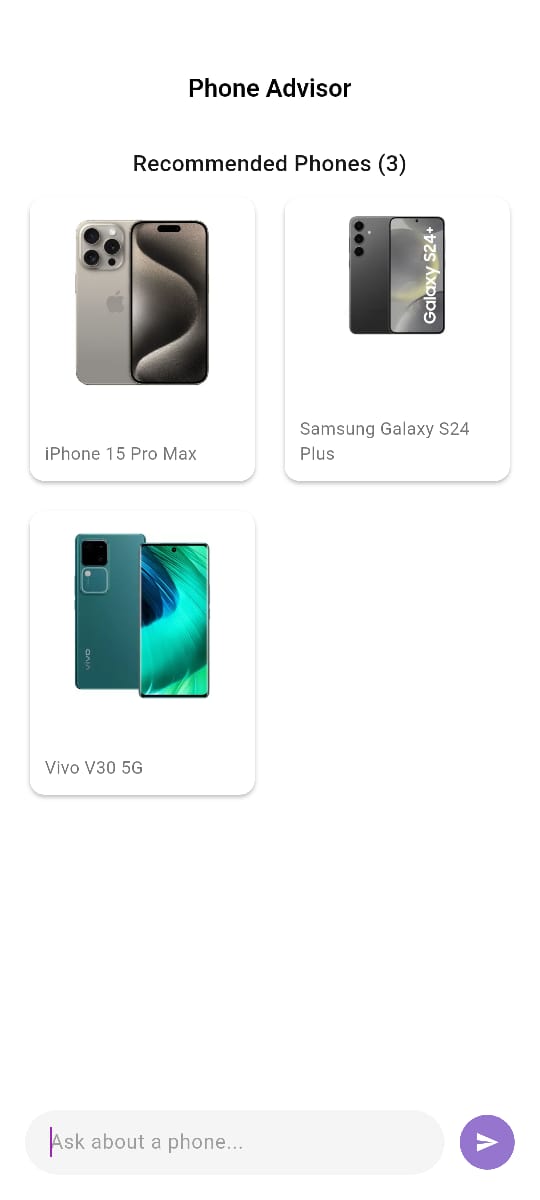 Phone Advisor
Recommended Phones (3)
Galaxy S24+
iPhone 15 Pro Max
Samsung Galaxy S24
Plus
vivo
Vivo V30 5G
Ask about a phone...